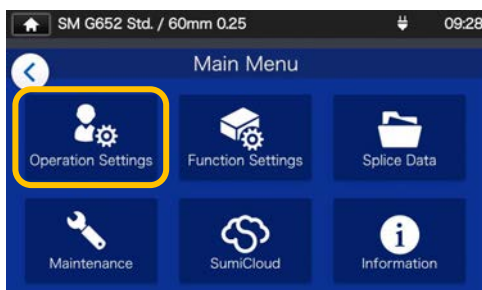 SM G652 Std. / 60mm 0.25 09:28
Main Menu
Operation Settings Function Settings Splice Data
Maintenance SumiCloud Information